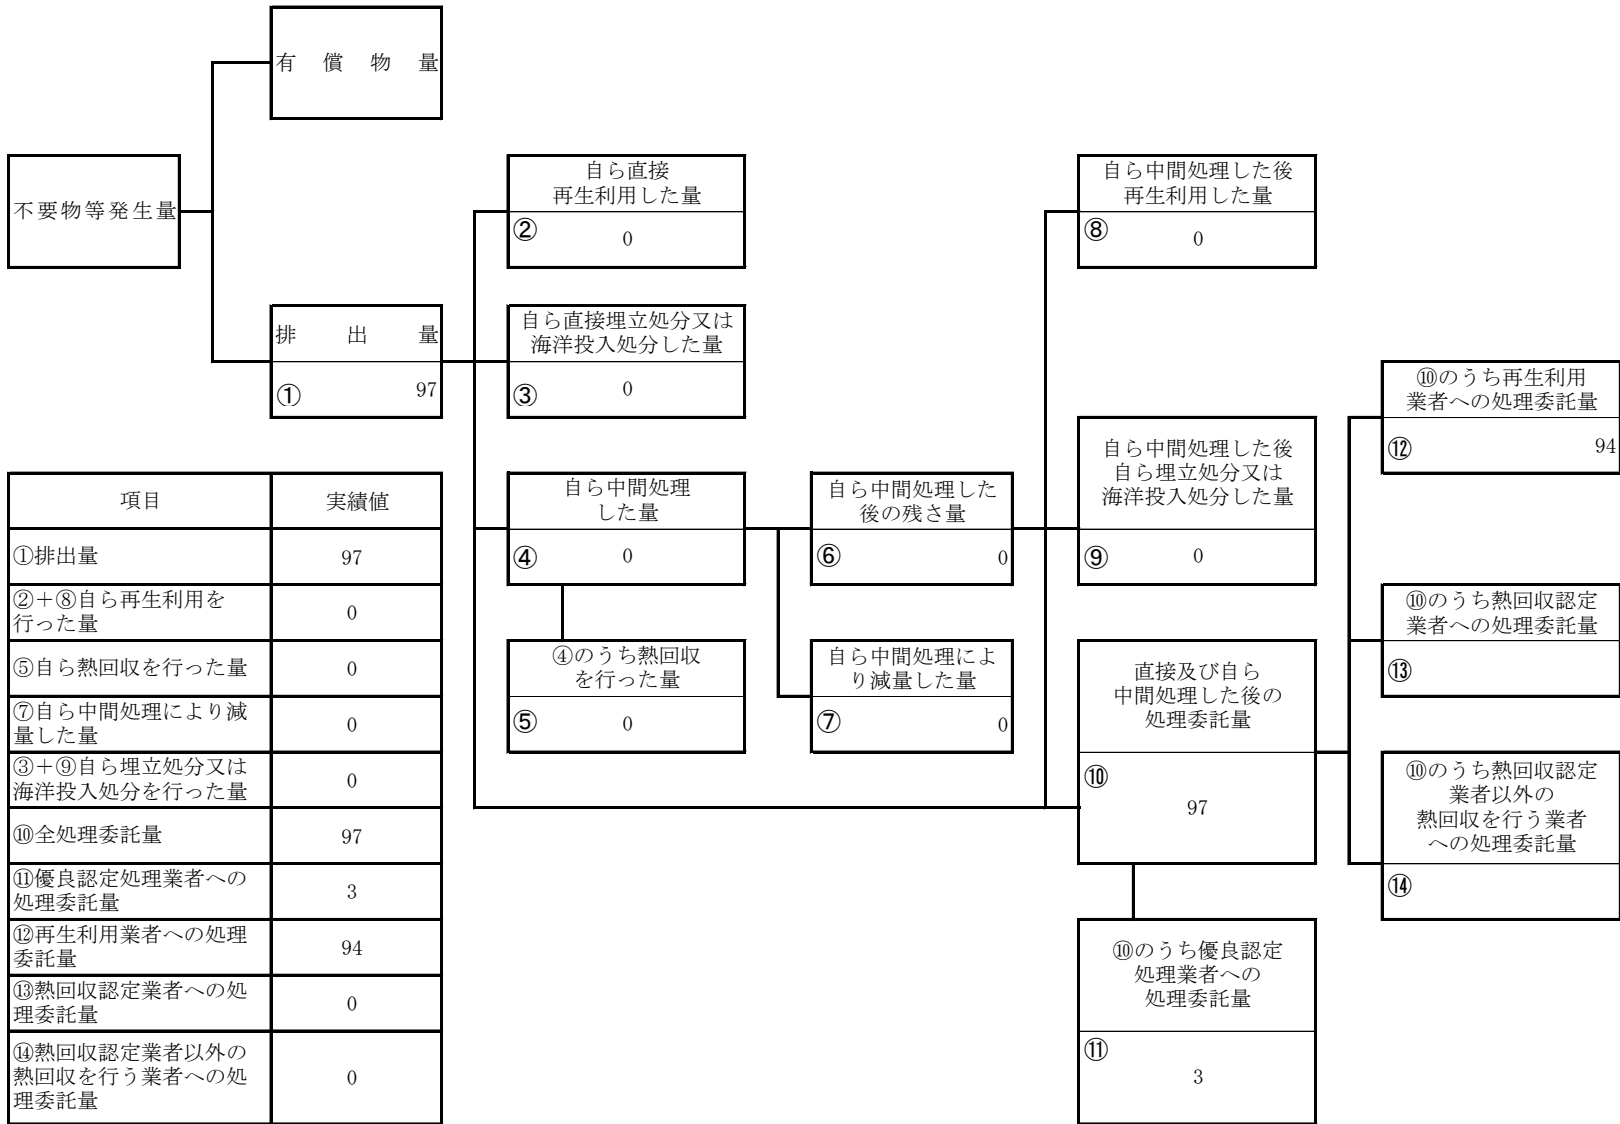 有償物量
不要物等発生量
排出量
①
97
自ら直接
再生利用した量
②
0
自ら直接埋立処分又は
海洋投入処分した量
③
0
自ら中間処理
した量
④
0
④のうち熱回収
を行った量
⑤
0
自ら中間処理した
後の残さ量
⑥
0
自ら中間処理によ
り減量した量
⑦
0
自ら中間処理した後
再生利用した量
⑧
0
自ら中間処理した後
自ら埋立処分又は
海洋投入処分した量
⑨
0
直接及び自ら
中間処理した後の
処理委託量
⑩
97
⑩のうち優良認定
処理業者への
処理委託量
⑪
3
⑩のうち再生利用
業者への処理委託量
⑫
94
⑩のうち熱回収認定
業者への処理委託量
⑬
⑩のうち熱回収認定
業者以外の
熱回収を行う業者
への処理委託量
⑭
項目 実績値
①排出量 97
②+⑧自ら再生利用を
行った量
0
⑤自ら熱回収を行った量 0
⑦自ら中間処理により減
量した量
0
③+⑨自ら埋立処分又は
海洋投入処分を行った量
0
⑩全処理委託量 97
⑪優良認定処理業者への
処理委託量
3
⑫再生利用業者への処理
委託量
94
⑬熱回収認定業者への処
理委託量
0
⑭熱回収認定業者以外の
熱回収を行う業者への処
理委託量
0